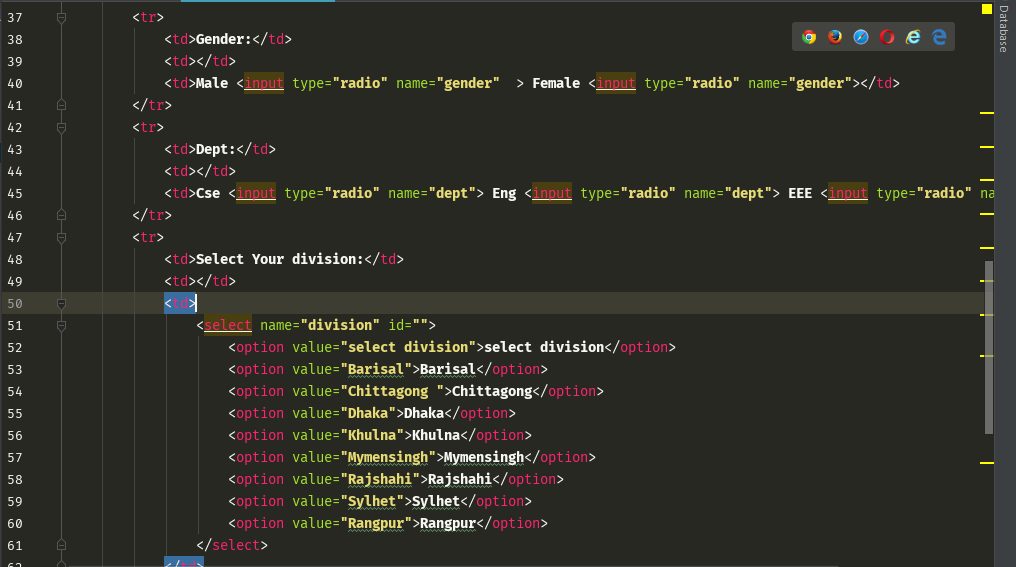 37 <tr>
38 <td>Gender:</td>
39 <td></td>
40 <td>Male <input type="radio" name="gender"  > Female <input type="radio" name="gender"></td>
41 </tr>
42 <tr>
43 <td>Dept:</td>
44 <td></td>
45 <td>Cse <input type="radio" name="dept"> Eng <input type="radio" name="dept"> EEE <input type="radio" na
46 </tr>
47 <tr>
48 <td>Select Your division:</td>
49 <td></td>
50 <td>
51 <select name="division" id="">
52 <option value="select division">select division</option>
53 <option value="Barisal">Barisal</option>
54 <option value="Chittagong ">Chittagong</option>
55 <option value="Dhaka">Dhaka</option>
56 <option value="Khulna">Khulna</option>
57 <option value="Mymensingh">Mymensingh</option>
58 <option value="Rajshahi">Rajshahi</option>
59 <option value="Sylhet">Sylhet</option>
60 <option value="Rangpur">Rangpur</option>
61 </select>
62 </td>
Database